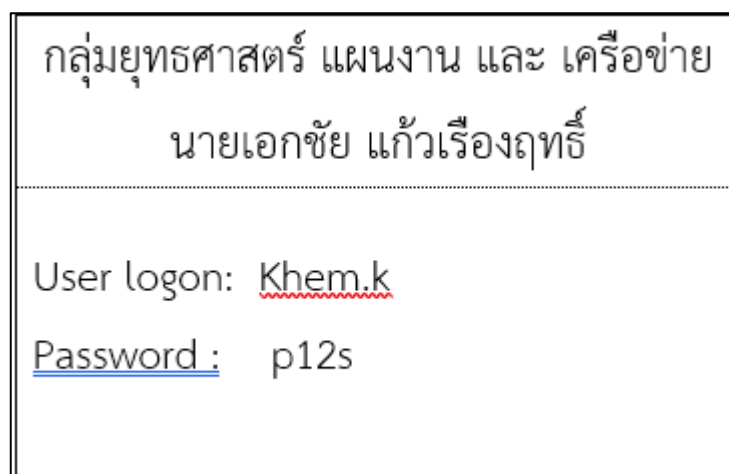 กลุ่มยุทธศาสตร์ แผนงาน และ เครือข่าย
นายเอกชัย แก้วเรืองฤทธิ์
User logon: Khem.k
Password : p12s